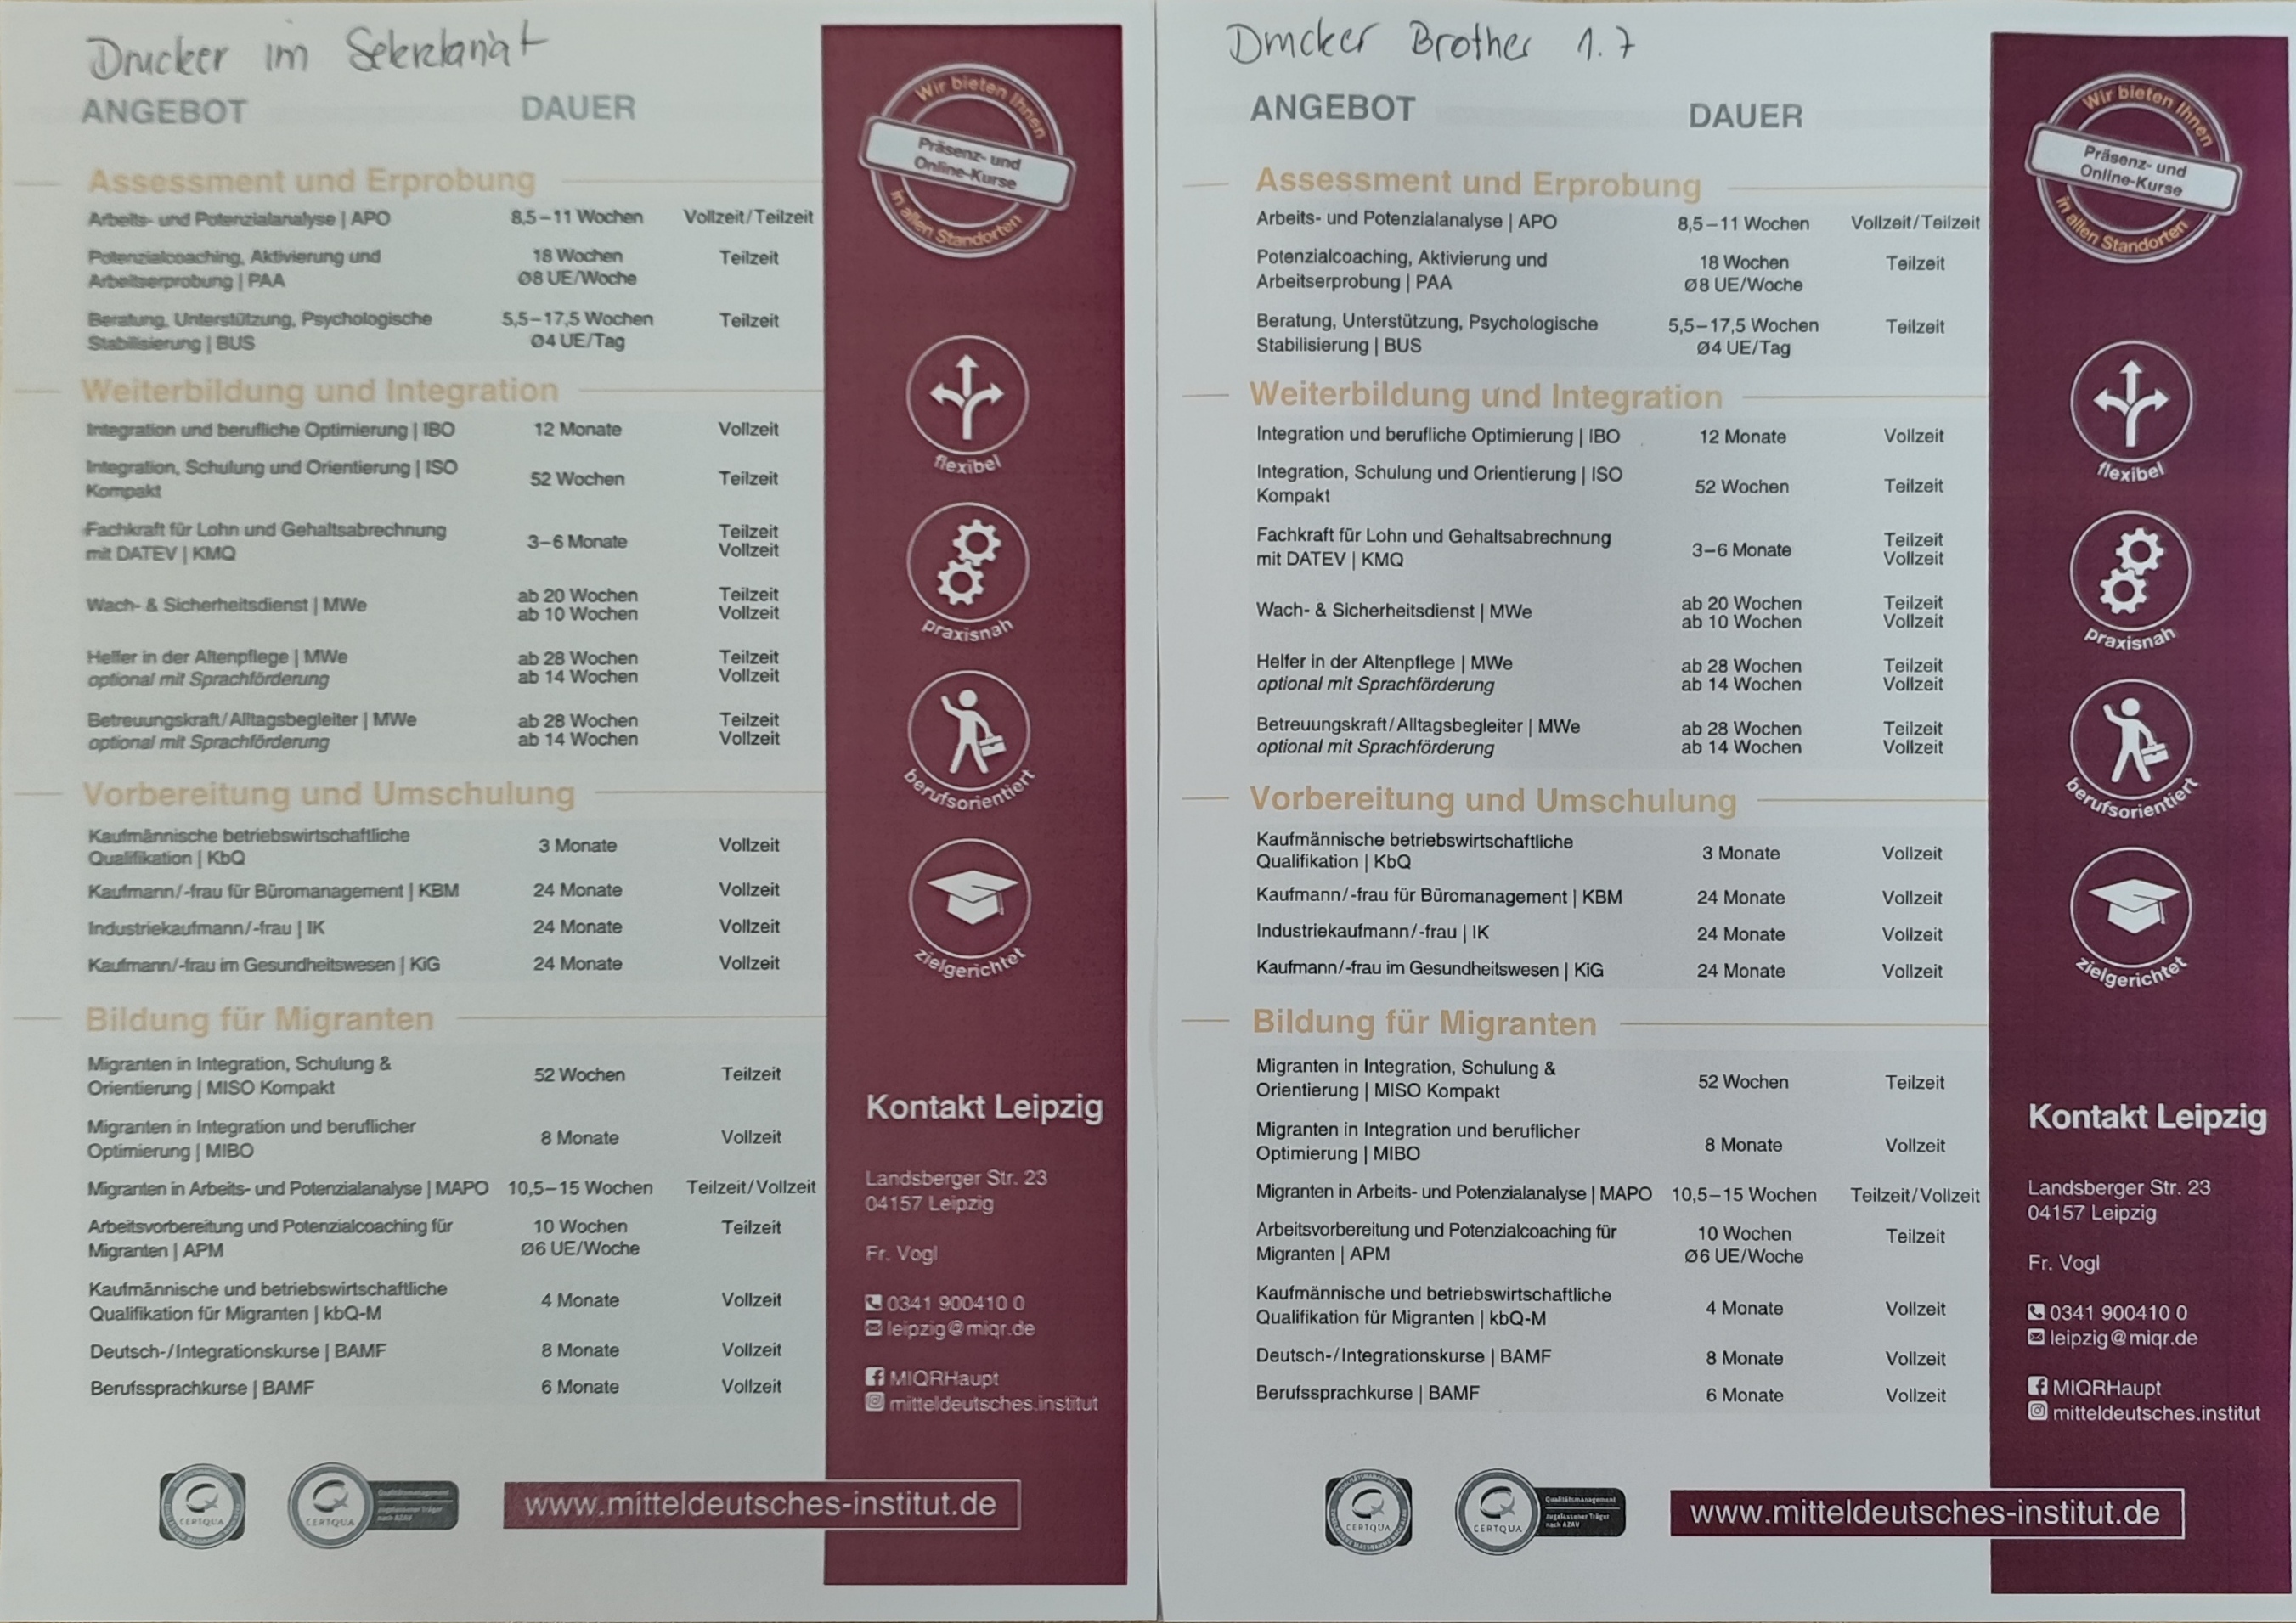 Drucker im Sekretariat
ANGEBOT DAUER
Assessment und Erprobung
Arbeits- und Potenzialanalyse | APO 8,5–11 Wochen Vollzeit/Teilzeit
Potenzialcoaching, Aktivierung und 18 Wochen Teilzeit
Arbeitserprobung | PAA Ø8 UE/Woche
Beratung, Unterstützung, Psychologische 5,5–17,5 Wochen Teilzeit
Stabilisierung | BUS Ø4 UE/Tag
Weiterbildung und Integration
Integration und berufliche Optimierung | IBO 12 Monate Vollzeit
Integration, Schulung und Orientierung | ISO
Kompakt 52 Wochen Teilzeit
Fachkraft für Lohn und Gehaltsabrechnung Teilzeit
mit DATEV | KMQ 3–6 Monate Vollzeit
Wach- & Sicherheitsdienst | MWe ab 20 Wochen Teilzeit
ab 10 Wochen Vollzeit
Helfer in der Altenpflege | MWe ab 28 Wochen Teilzeit
optional mit Sprachförderung ab 14 Wochen Vollzeit
Betreuungskraft/Alltagsbegleiter | MWe ab 28 Wochen Teilzeit
optional mit Sprachförderung ab 14 Wochen Vollzeit
Vorbereitung und Umschulung
Kaufmännische betriebswirtschaftliche
Qualifikation | KbQ 3 Monate Vollzeit
Kaufmann/-frau für Büromanagement | KBM 24 Monate Vollzeit
Industriekaufmann/-frau | IK 24 Monate Vollzeit
Kaufmann/-frau im Gesundheitswesen | KiG 24 Monate Vollzeit
Bildung für Migranten
Migranten in Integration, Schulung &
Orientierung | MISO Kompakt 52 Wochen Teilzeit
Migranten in Integration und beruflicher
Optimierung | MIBO 8 Monate Vollzeit
Migranten in Arbeits- und Potenzialanalyse | MAPO 10,5–15 Wochen Teilzeit/Vollzeit
Arbeitsvorbereitung und Potenzialcoaching für 10 Wochen Teilzeit
Migranten | APM Ø6 UE/Woche
Kaufmännische und betriebswirtschaftliche
Qualifikation für Migranten | kbQ-M 4 Monate Vollzeit
Deutsch-/Integrationskurse | BAMF 8 Monate Vollzeit
Berufssprachkurse | BAMF 6 Monate Vollzeit
CERTQUA
CERTQUA
Qualitätsmanagement
zugelassener Träger
nach AZAV
www.mitteldeutsches-institut.de
Wir bieten Ihnen
Präsenz- und
Online-Kurse
in allen Standorten
flexibel
praxisnah
berufsorientiert
zielgerichtet
Kontakt Leipzig
Landsberger Str. 23
04157 Leipzig
Fr. Vogl
0341 900410 0
leipzig@miqr.de
MIQRHaupt
mitteldeutsches.institut
Drucker Brother 1.7
ANGEBOT DAUER
Assessment und Erprobung
Arbeits- und Potenzialanalyse | APO 8,5–11 Wochen Vollzeit/Teilzeit
Potenzialcoaching, Aktivierung und 18 Wochen Teilzeit
Arbeitserprobung | PAA Ø8 UE/Woche
Beratung, Unterstützung, Psychologische 5,5–17,5 Wochen Teilzeit
Stabilisierung | BUS Ø4 UE/Tag
Weiterbildung und Integration
Integration und berufliche Optimierung | IBO 12 Monate Vollzeit
Integration, Schulung und Orientierung | ISO
Kompakt 52 Wochen Teilzeit
Fachkraft für Lohn und Gehaltsabrechnung Teilzeit
mit DATEV | KMQ 3–6 Monate Vollzeit
Wach- & Sicherheitsdienst | MWe ab 20 Wochen Teilzeit
ab 10 Wochen Vollzeit
Helfer in der Altenpflege | MWe ab 28 Wochen Teilzeit
optional mit Sprachförderung ab 14 Wochen Vollzeit
Betreuungskraft/Alltagsbegleiter | MWe ab 28 Wochen Teilzeit
optional mit Sprachförderung ab 14 Wochen Vollzeit
Vorbereitung und Umschulung
Kaufmännische betriebswirtschaftliche
Qualifikation | KbQ 3 Monate Vollzeit
Kaufmann/-frau für Büromanagement | KBM 24 Monate Vollzeit
Industriekaufmann/-frau | IK 24 Monate Vollzeit
Kaufmann/-frau im Gesundheitswesen | KiG 24 Monate Vollzeit
Bildung für Migranten
Migranten in Integration, Schulung &
Orientierung | MISO Kompakt 52 Wochen Teilzeit
Migranten in Integration und beruflicher
Optimierung | MIBO 8 Monate Vollzeit
Migranten in Arbeits- und Potenzialanalyse | MAPO 10,5–15 Wochen Teilzeit/Vollzeit
Arbeitsvorbereitung und Potenzialcoaching für 10 Wochen Teilzeit
Migranten | APM Ø6 UE/Woche
Kaufmännische und betriebswirtschaftliche
Qualifikation für Migranten | kbQ-M 4 Monate Vollzeit
Deutsch-/Integrationskurse | BAMF 8 Monate Vollzeit
Berufssprachkurse | BAMF 6 Monate Vollzeit
CERTQUA
CERTQUA
Qualitätsmanagement
zugelassener Träger
nach AZAV
www.mitteldeutsches-institut.de
Wir bieten Ihnen
Präsenz- und
Online-Kurse
in allen Standorten
flexibel
praxisnah
berufsorientiert
zielgerichtet
Kontakt Leipzig
Landsberger Str. 23
04157 Leipzig
Fr. Vogl
0341 900410 0
leipzig@miqr.de
MIQRHaupt
mitteldeutsches.institut